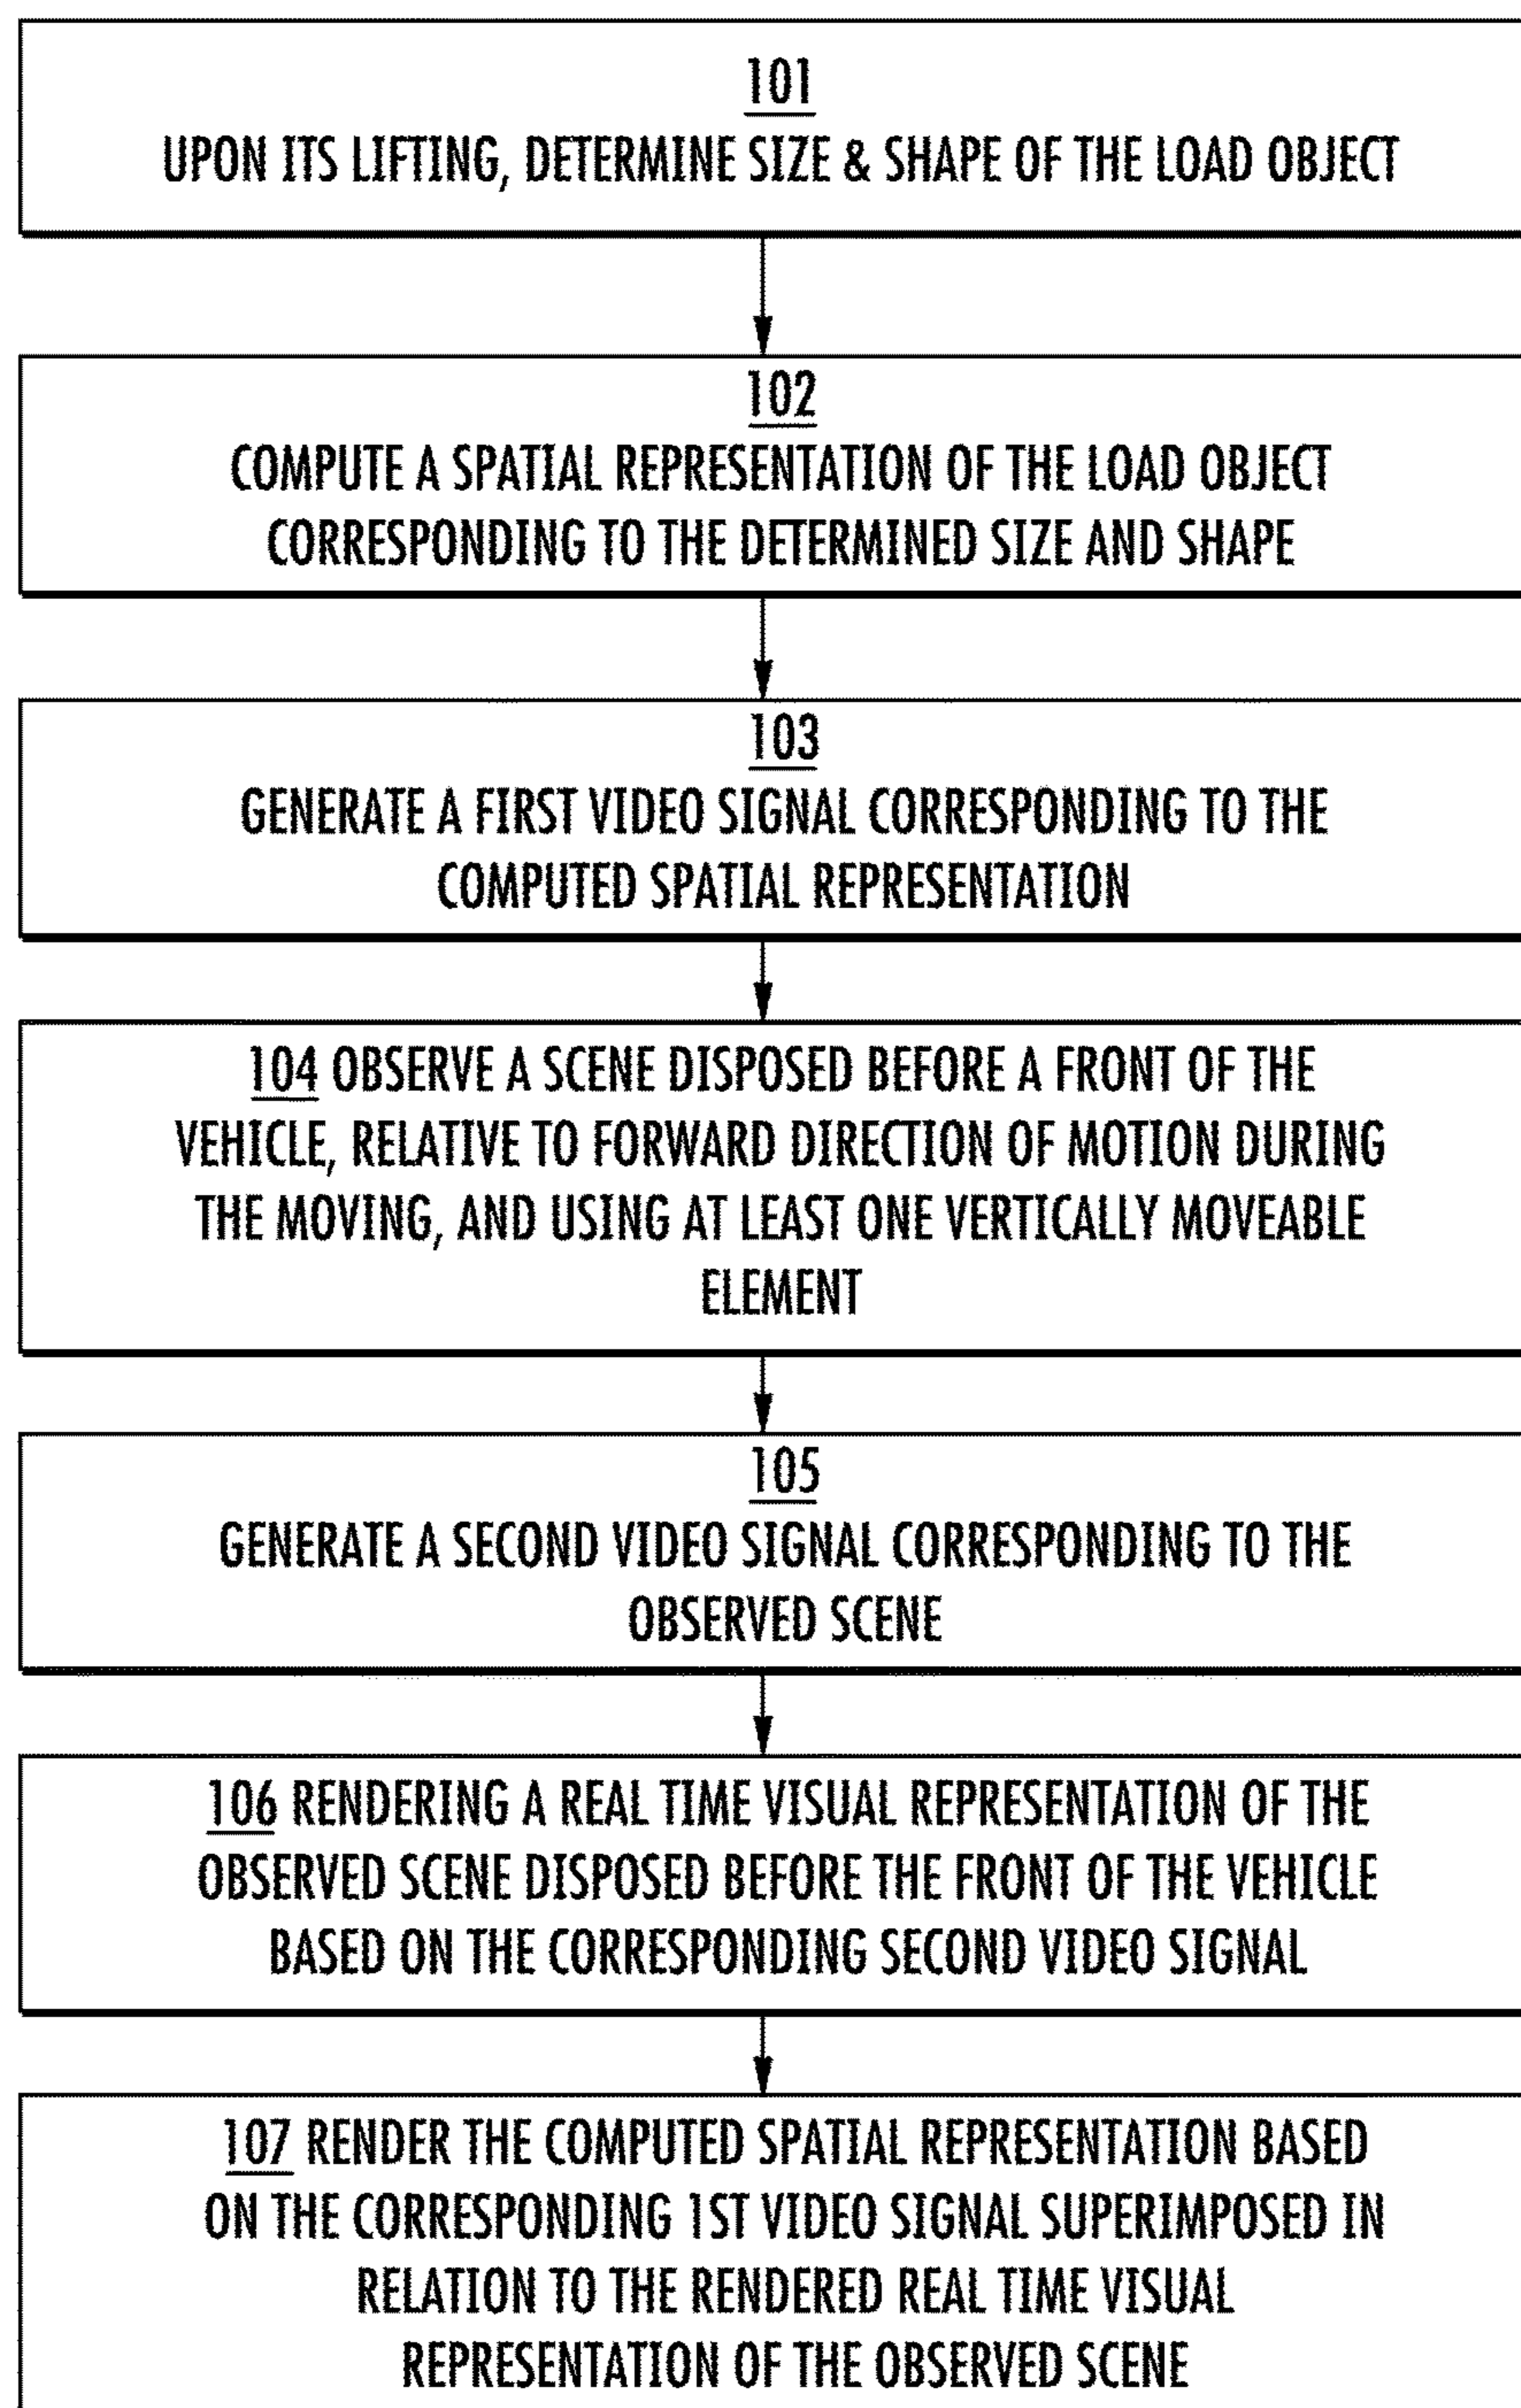 101
UPON ITS LIFTING, DETERMINE SIZE & SHAPE OF THE LOAD OBJECT
102
COMPUTE A SPATIAL REPRESENTATION OF THE LOAD OBJECT
CORRESPONDING TO THE DETERMINED SIZE AND SHAPE
103
GENERATE A FIRST VIDEO SIGNAL CORRESPONDING TO THE
COMPUTED SPATIAL REPRESENTATION
104 OBSERVE A SCENE DISPOSED BEFORE A FRONT OF THE
VEHICLE, RELATIVE TO FORWARD DIRECTION OF MOTION DURING
THE MOVING, AND USING AT LEAST ONE VERTICALLY MOVEABLE
ELEMENT
105
GENERATE A SECOND VIDEO SIGNAL CORRESPONDING TO THE
OBSERVED SCENE
106 RENDERING A REAL TIME VISUAL REPRESENTATION OF THE
OBSERVED SCENE DISPOSED BEFORE THE FRONT OF THE VEHICLE
BASED ON THE CORRESPONDING SECOND VIDEO SIGNAL
107 RENDER THE COMPUTED SPATIAL REPRESENTATION BASED
ON THE CORRESPONDING 1ST VIDEO SIGNAL SUPERIMPOSED IN
RELATION TO THE RENDERED REAL TIME VISUAL
REPRESENTATION OF THE OBSERVED SCENE